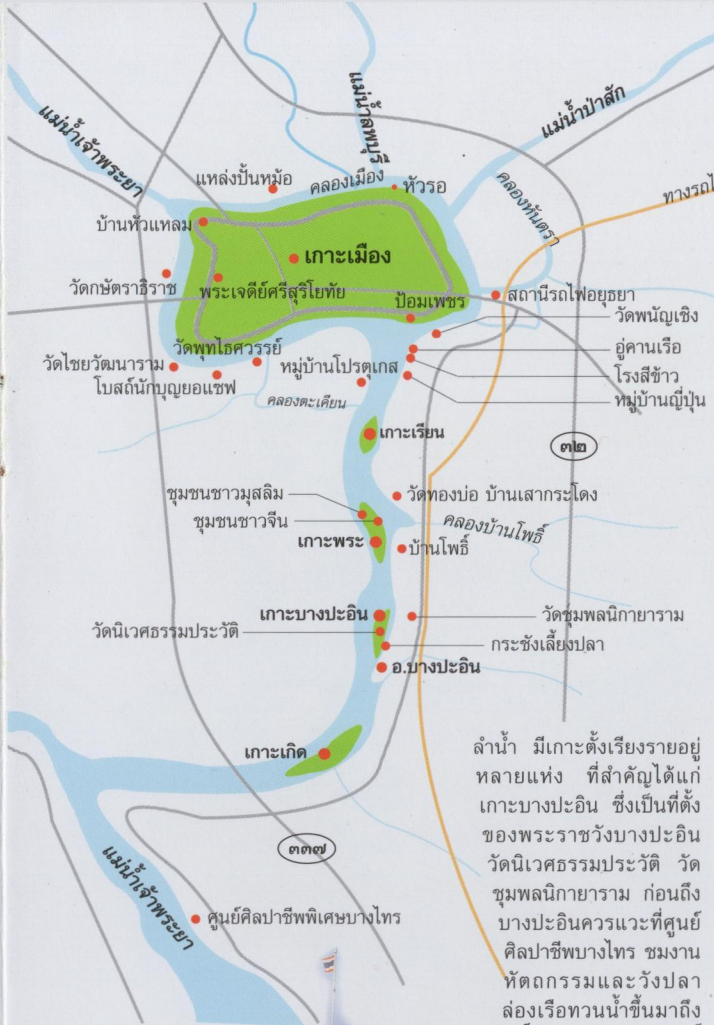 แม่น้ำเจ้าพระยา
แม่น้ำลพบุรี
แม่น้ำป่าสัก
แหล่งปั้นหม้อ
คลองเมือง
หัวรอ
คลองหันตรา
ทางรถไ
บ้านหัวแหลม
เกาะเมือง
วัดกษัตราธิราช
พระเจดีย์ศรีสุริโยทัย
ป้อมเพชร
สถานีรถไฟอยุธยา
วัดพนัญเชิง
วัดพุทไธศวรรย์
อู่คานเรือ
วัดไชยวัฒนาราม
หมู่บ้านโปรตุเกส
โรงสีข้าว
โบสถ์นักบุญยอแซฟ
คลองตะเคียน
หมู่บ้านญี่ปุ่น
เกาะเรียน
๓๒
ชุมชนชาวมุสลิม
วัดทองบ่อ บ้านเสากระโดง
ชุมชนชาวจีน
คลองบ้านโพธิ์
เกาะพระ
บ้านโพธิ์
เกาะบางปะอิน
วัดชุมพลนิกายาราม
วัดนิเวศธรรมประวัติ
กระชังเลี้ยงปลา
อ.บางปะอิน
เกาะเกิด
๓๓๗
แม่น้ำเจ้าพระยา
ศูนย์ศิลปาชีพพิเศษบางไทร
ลำน้ำ มีเกาะตั้งเรียงรายอยู่
หลายแห่ง ที่สำคัญได้แก่
เกาะบางปะอิน ซึ่งเป็นที่ตั้ง
ของพระราชวังบางปะอิน
วัดนิเวศธรรมประวัติ วัด
ชุมพลนิกายาราม ก่อนถึง
บางปะอินควรแวะที่ศูนย์
ศิลปาชีพบางไทร ชมงาน
หัตถกรรมและวังปลา
ล่องเรือทวนน้ำขึ้นมาถึง